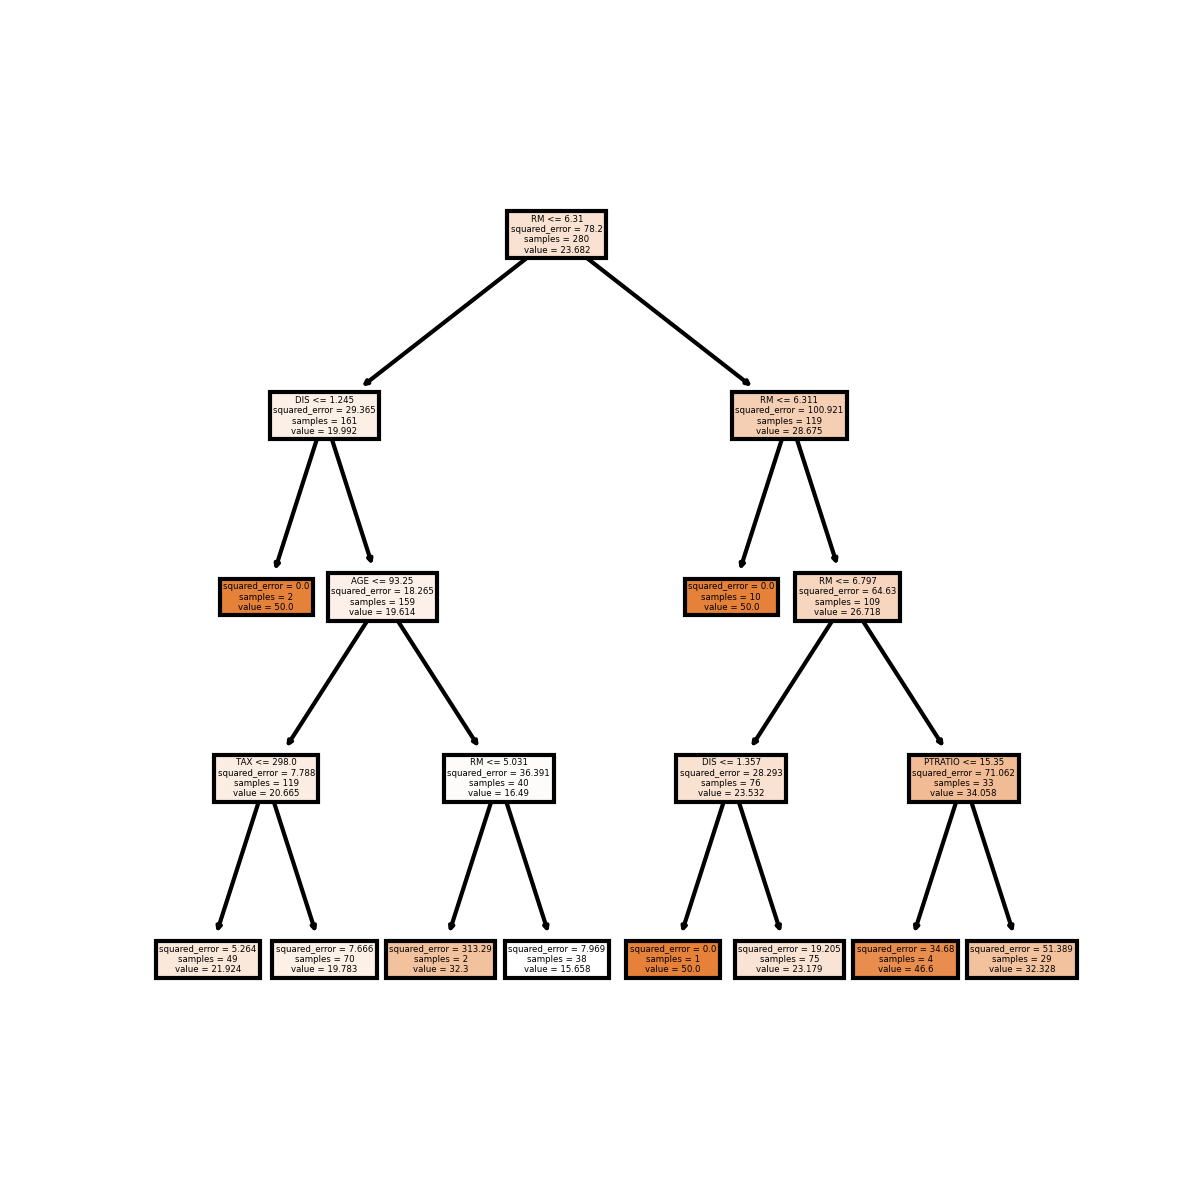 RM <= 6.31
squared_error = 78.2
samples = 280
value = 23.682
DIS <= 1.245
squared_error = 29.365
samples = 161
value = 19.992
RM <= 6.311
squared_error = 100.921
samples = 119
value = 28.675
squared_error = 0.0
samples = 2
value = 50.0
AGE <= 93.25
squared_error = 18.265
samples = 159
value = 19.614
squared_error = 0.0
samples = 10
value = 50.0
RM <= 6.797
squared_error = 64.63
samples = 109
value = 26.718
TAX <= 298.0
squared_error = 7.788
samples = 119
value = 20.665
RM <= 5.031
squared_error = 36.391
samples = 40
value = 16.49
DIS <= 1.357
squared_error = 28.293
samples = 76
value = 23.532
PTRATIO <= 15.35
squared_error = 71.062
samples = 33
value = 34.058
squared_error = 5.264
samples = 49
value = 21.924
squared_error = 7.666
samples = 70
value = 19.783
squared_error = 313.29
samples = 2
value = 32.3
squared_error = 7.969
samples = 38
value = 15.658
squared_error = 0.0
samples = 1
value = 50.0
squared_error = 19.205
samples = 75
value = 23.179
squared_error = 34.68
samples = 4
value = 46.6
squared_error = 51.389
samples = 29
value = 32.328